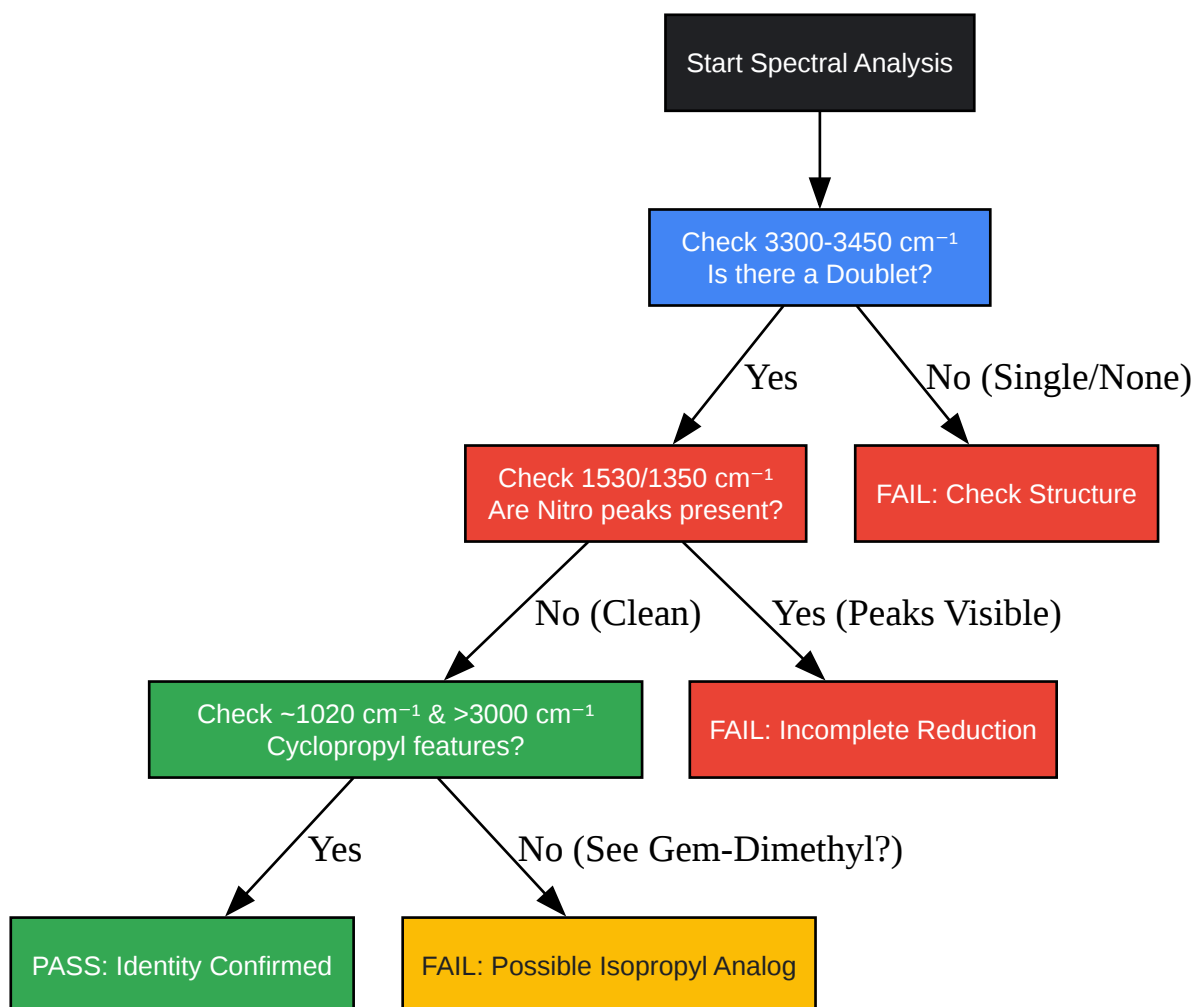 Start Spectral Analysis
Check 3300-3450 cm⁻¹
Is there a Doublet?
Yes
No (Single/None)
Check 1530/1350 cm⁻¹
Are Nitro peaks present?
FAIL: Check Structure
No (Clean)
Yes (Peaks Visible)
Check ~1020 cm⁻¹ & >3000 cm⁻¹
Cyclopropyl features?
FAIL: Incomplete Reduction
Yes
No (See Gem-Dimethyl?)
PASS: Identity Confirmed
FAIL: Possible Isopropyl Analog